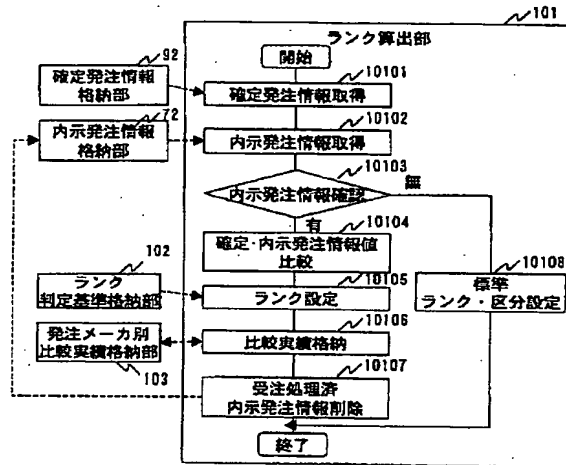 101
ランク算出部
開始
92
確定発注情報
格納部
10101
確定発注情報取得
72
内示発注情報
格納部
10102
内示発注情報取得
10103
内示発注情報確認
無
有
10104
確定・内示発注情報値
比較
10108
標準
ランク・区分設定
102
ランク
判定基準格納部
10105
ランク設定
発注メーカ別
比較実績格納部
103
10106
比較実績格納
10107
受注処理済
内示発注情報削除
終了